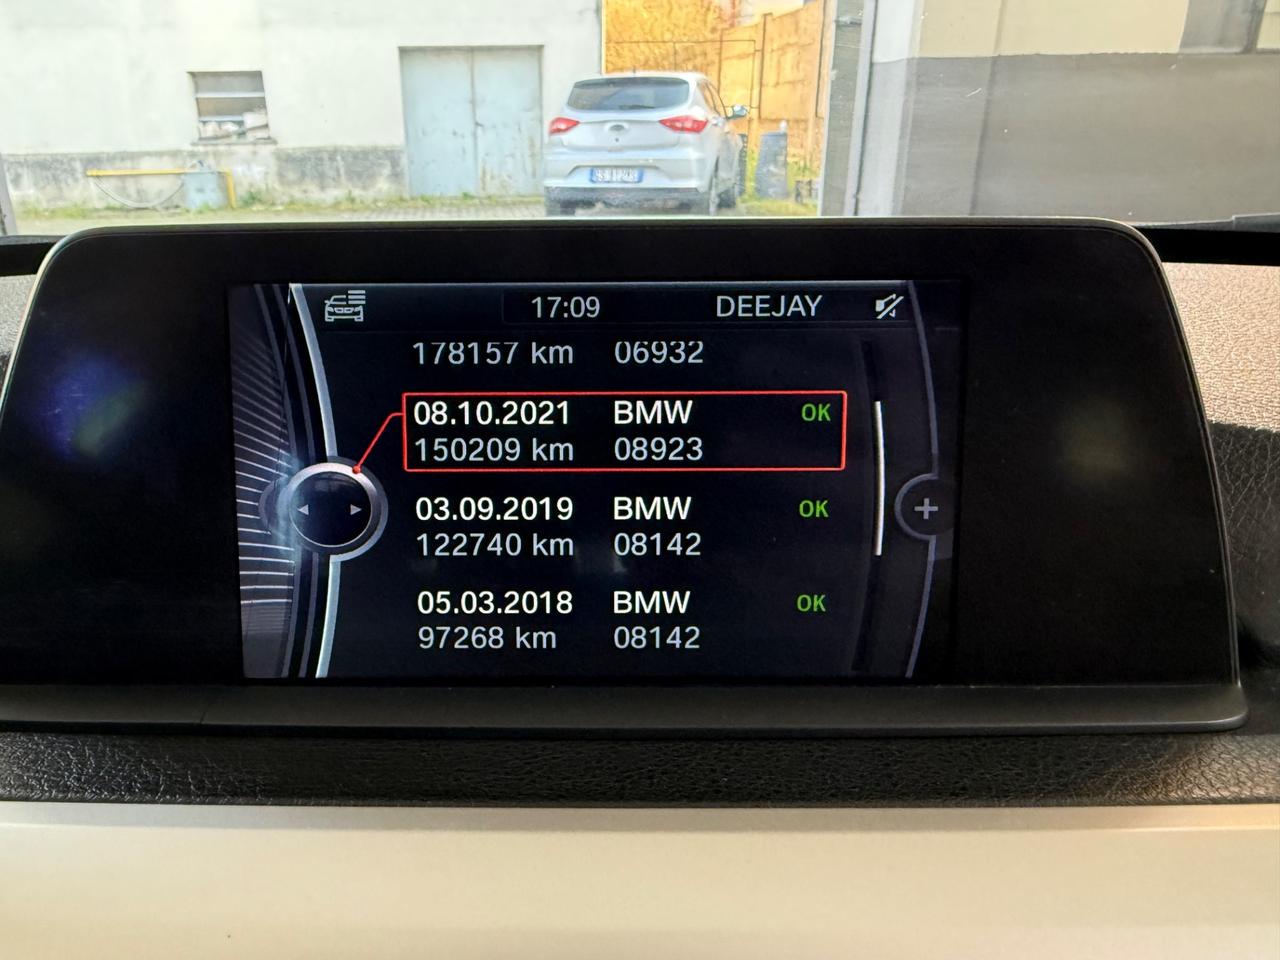 17:09 DEEJAY
178157 km 06932
08.10.2021 BMW OK
150209 km 08923
03.09.2019 BMW OK
122740 km 08142
05.03.2018 BMW OK
97268 km 08142